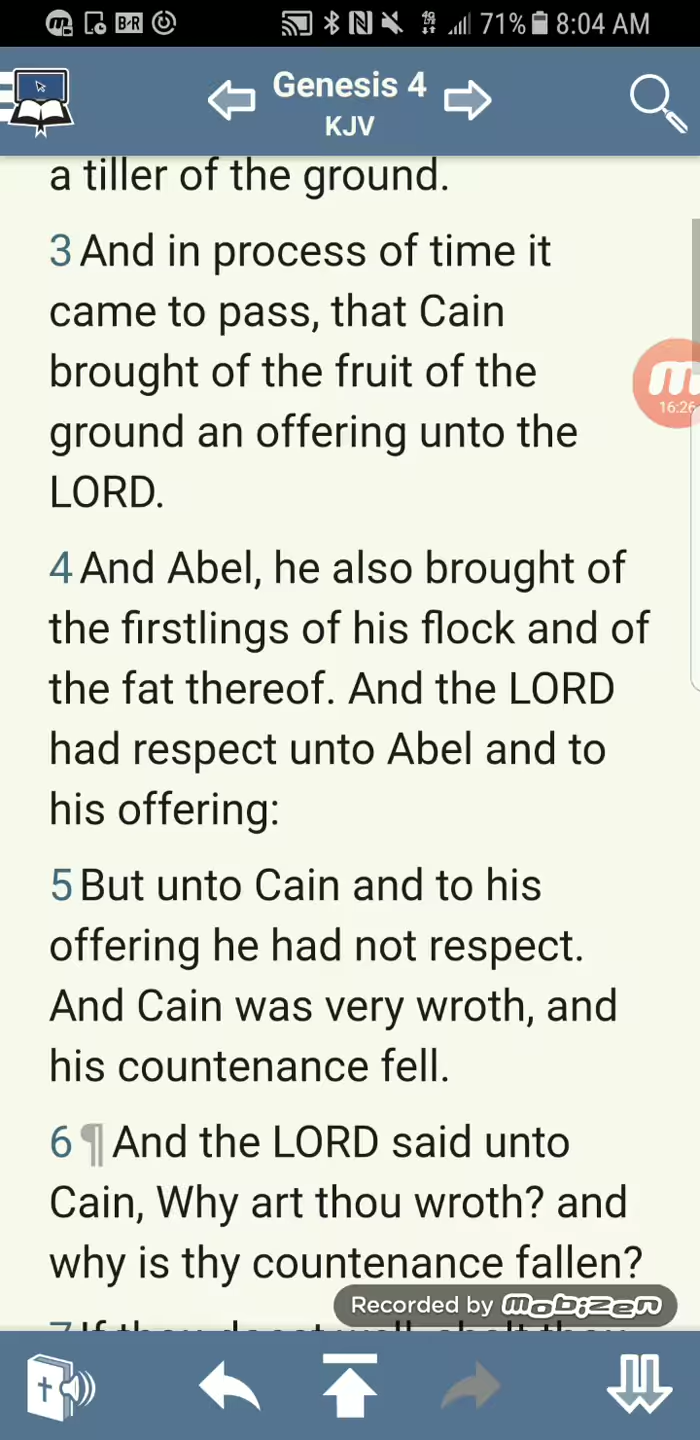 B+R 4G 71% 8:04 AM
Genesis 4
KJV
a tiller of the ground.
3 And in process of time it
came to pass, that Cain
brought of the fruit of the
ground an offering unto the
LORD.
4 And Abel, he also brought of
the firstlings of his flock and of
the fat thereof. And the LORD
had respect unto Abel and to
his offering:
5 But unto Cain and to his
offering he had not respect.
And Cain was very wroth, and
his countenance fell.
6 ¶ And the LORD said unto
Cain, Why art thou wroth? and
why is thy countenance fallen?
16:26
Recorded by mobizen